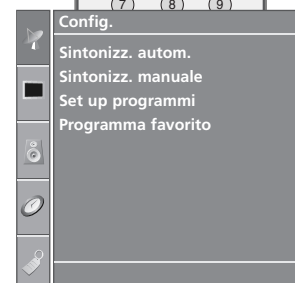 (7) (8) (9)
Config.
Sintonizz. autom.
Sintonizz. manuale
Set up programmi
Programma favorito